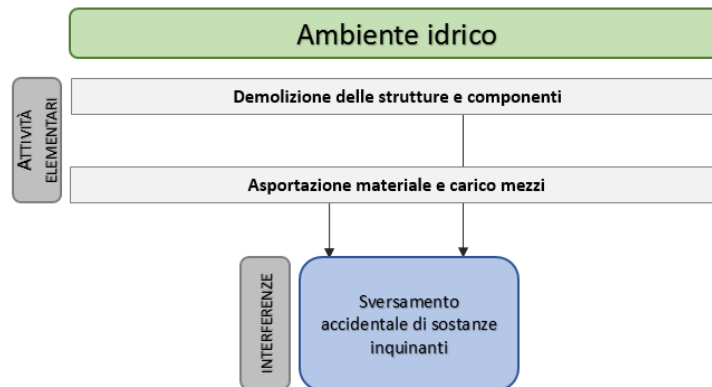 Ambiente idrico
ATTIVITÀ
ELEMENTARI
Demolizione delle strutture e componenti
Asportazione materiale e carico mezzi
INTERFERENZE
Sversamento
accidentale di sostanze
inquinanti